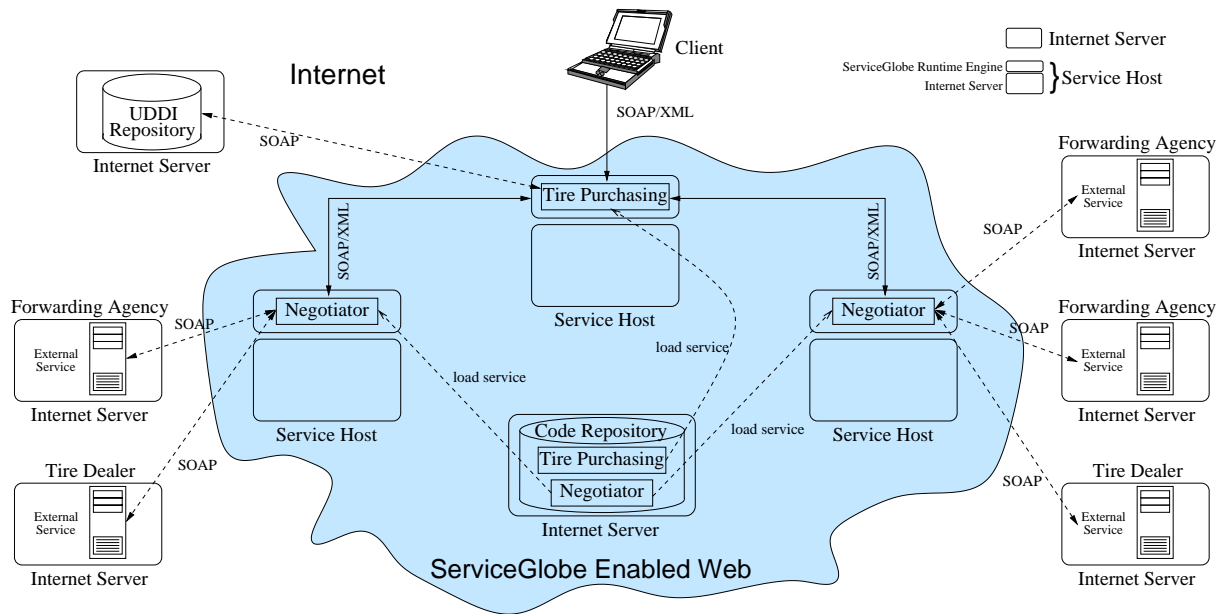 Client
Internet Server
ServiceGlobe Runtime Engine
Internet Server
Service Host
Internet
UDDI
Repository
Internet Server
SOAP
SOAP/XML
Tire Purchasing
Service Host
SOAP/XML
SOAP/XML
Negotiator
Service Host
Negotiator
Service Host
load service
load service
load service
Code Repository
Tire Purchasing
Negotiator
Internet Server
ServiceGlobe Enabled Web
Forwarding Agency
External
Service
Internet Server
SOAP
Tire Dealer
External
Service
Internet Server
SOAP
Forwarding Agency
External
Service
Internet Server
SOAP
Forwarding Agency
External
Service
Internet Server
SOAP
Tire Dealer
External
Service
Internet Server
SOAP